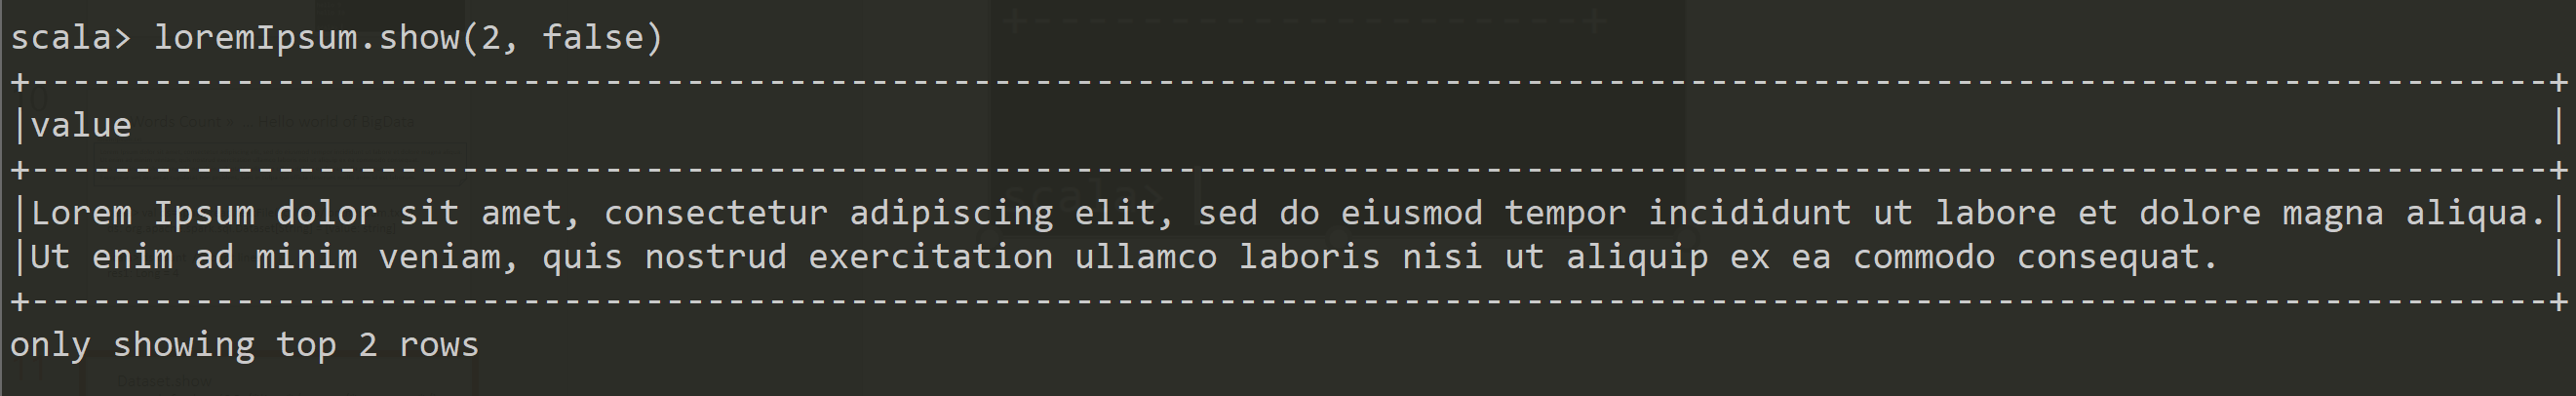 scala> loremIpsum.show(2, false)
+---------------------------------------------------------------------------------------------------------------------------+
|value                                                                                                                      |
+---------------------------------------------------------------------------------------------------------------------------+
|Lorem Ipsum dolor sit amet, consectetur adipiscing elit, sed do eiusmod tempor incididunt ut labore et dolore magna aliqua.|
|Ut enim ad minim veniam, quis nostrud exercitation ullamco laboris nisi ut aliquip ex ea commodo consequat.                |
+---------------------------------------------------------------------------------------------------------------------------+
only showing top 2 rows